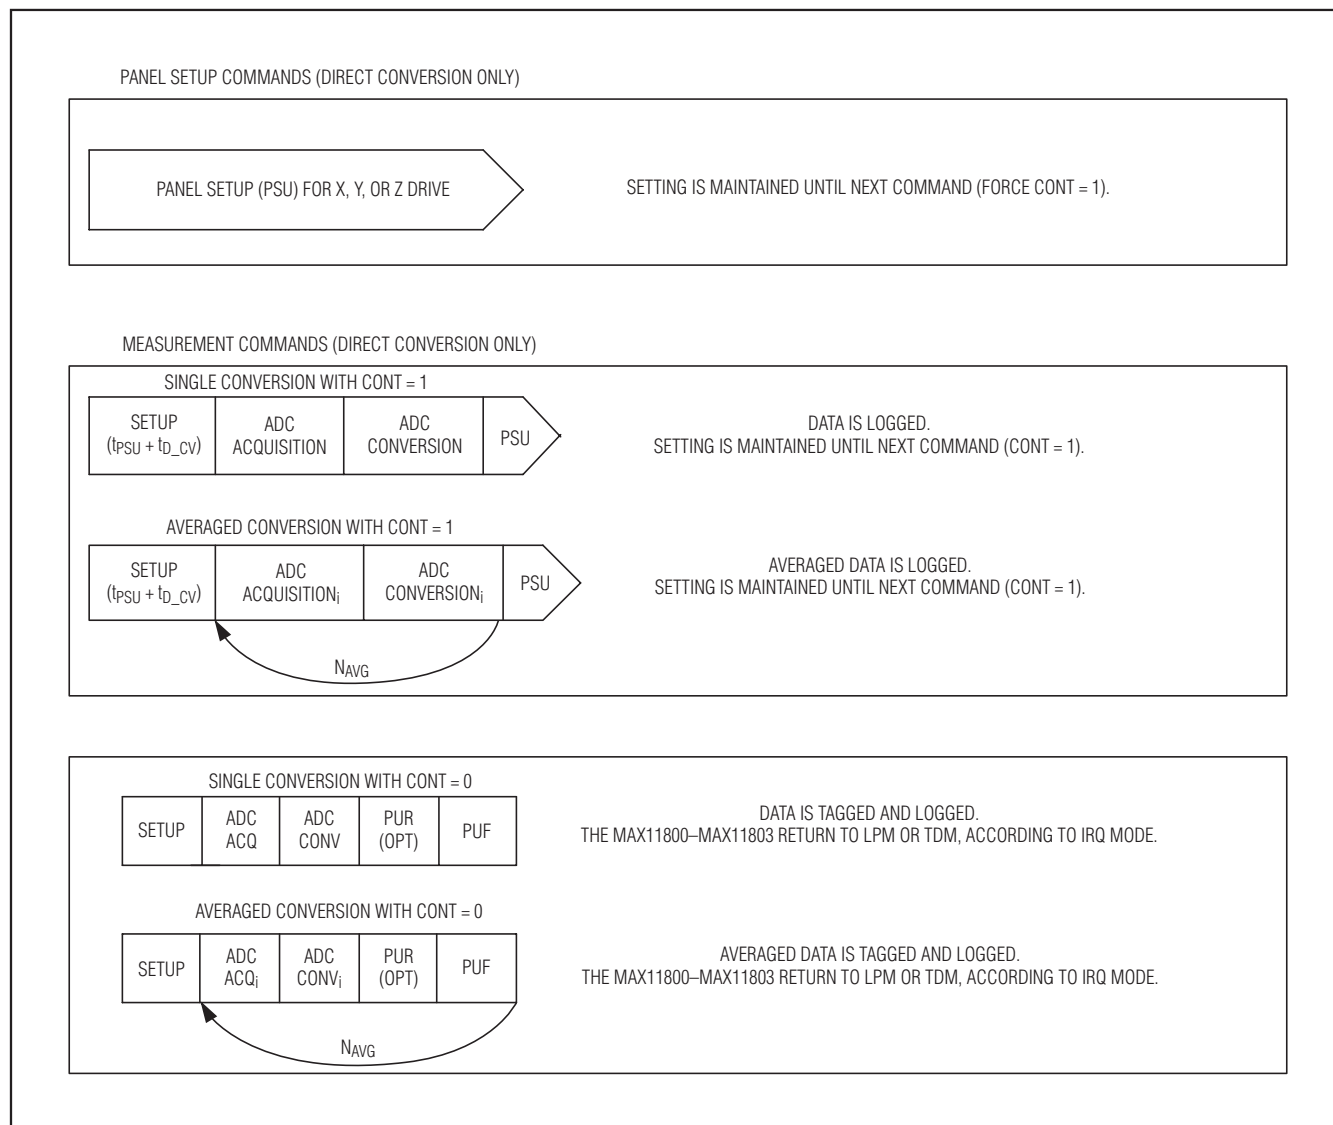 PANEL SETUP COMMANDS (DIRECT CONVERSION ONLY)
PANEL SETUP (PSU) FOR X, Y, OR Z DRIVE
SETTING IS MAINTAINED UNTIL NEXT COMMAND (FORCE CONT = 1).
MEASUREMENT COMMANDS (DIRECT CONVERSION ONLY)
SINGLE CONVERSION WITH CONT = 1
SETUP
(tPSU + tD_CV)
ADC
ACQUISITION
ADC
CONVERSION
PSU
DATA IS LOGGED.
SETTING IS MAINTAINED UNTIL NEXT COMMAND (CONT = 1).
AVERAGED CONVERSION WITH CONT = 1
SETUP
(tPSU + tD_CV)
ADC
ACQUISITIONi
ADC
CONVERSIONi
PSU
AVERAGED DATA IS LOGGED.
SETTING IS MAINTAINED UNTIL NEXT COMMAND (CONT = 1).
NAVG
SINGLE CONVERSION WITH CONT = 0
SETUP
ADC
ACQ
ADC
CONV
PUR
(OPT)
PUF
DATA IS TAGGED AND LOGGED.
THE MAX11800–MAX11803 RETURN TO LPM OR TDM, ACCORDING TO IRQ MODE.
AVERAGED CONVERSION WITH CONT = 0
SETUP
ADC
ACQi
ADC
CONVi
PUR
(OPT)
PUF
AVERAGED DATA IS TAGGED AND LOGGED.
THE MAX11800–MAX11803 RETURN TO LPM OR TDM, ACCORDING TO IRQ MODE.
NAVG